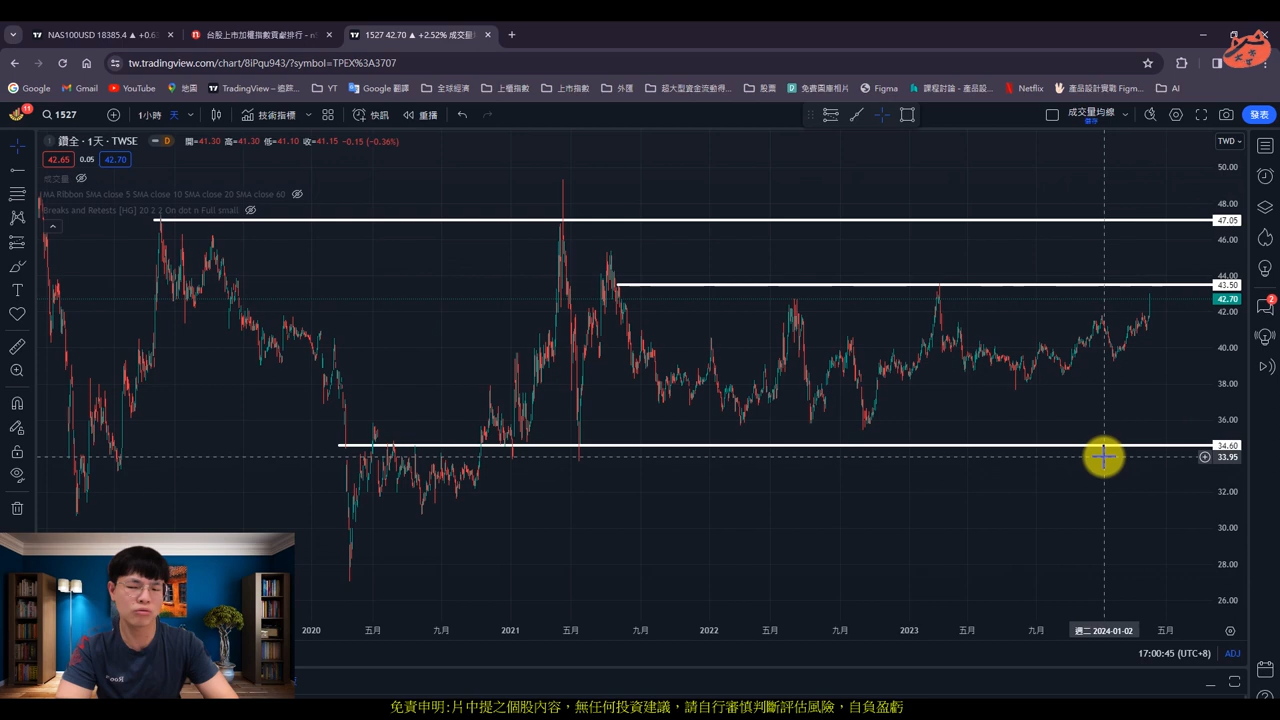 NAS100USD 18385.4 ▲ +0.6
台股上市加權指數貢獻排行 - n
1527 42.70 ▲ +2.52% 成交量
tw.tradingview.com/chart/8iPqu943/?symbol=TPEX%3A3707
Google Gmail YouTube 地圖 TradingView – 追蹤... YT Google 翻譯 全球經濟 上櫃指數 上市指數 外匯 超大型資金流動得... 股票 免費圖庫相片 Figma 課程討論 - 產品設... Netflix 產品設計實戰 Figm... AI
11
1527 1小時 天 技術指標 快訊 重播 成交量均線 發表
儲存
鑽全 · 1天 · TWSE D 開=41.30 高=41.30 低=41.10 收=41.15 -0.15 (-0.36%)
TWD
42.65 0.05 42.70
成交量
MA Ribbon SMA close 5 SMA close 10 SMA close 20 SMA close 60
Breaks and Retests [HG] 20 2 2 On dot n Full small
50.00
48.00
47.05
46.00
44.00
43.50
42.70
42.00
40.00
38.00
36.00
34.60
33.95
32.00
30.00
28.00
26.00
2
2020 五月 九月 2021 五月 九月 2022 五月 九月 2023 五月 九月 週二 2024-01-02 五月
17:00:45 (UTC+8) ADJ
免責申明:片中提之個股內容，無任何投資建議，請自行審慎判斷評估風險，自負盈虧